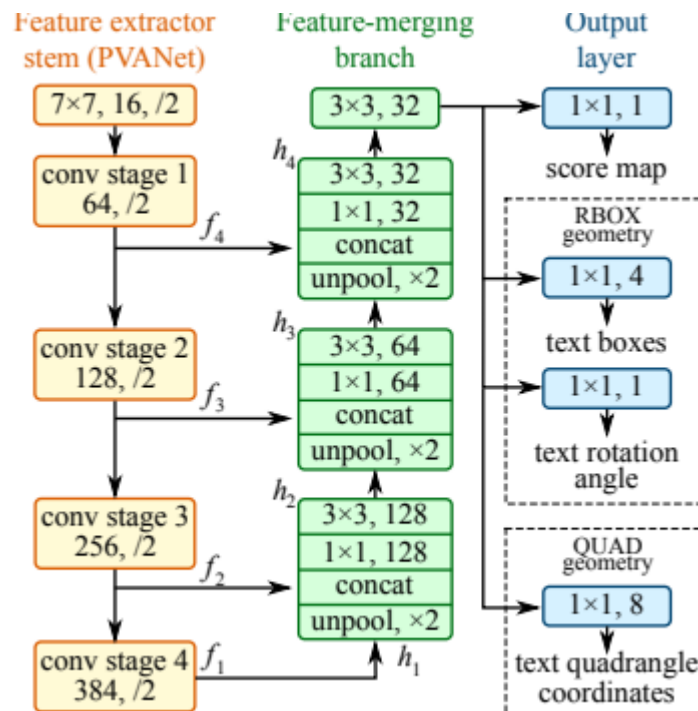 Feature extractor
stem (PVANet)
7×7, 16, /2
conv stage 1
64, /2
f4
conv stage 2
128, /2
f3
conv stage 3
256, /2
f2
conv stage 4
384, /2
f1
Feature-merging
branch
3×3, 32
h4
3×3, 32
1×1, 32
concat
unpool, ×2
h3
3×3, 64
1×1, 64
concat
unpool, ×2
h2
3×3, 128
1×1, 128
concat
unpool, ×2
h1
Output
layer
1×1, 1
score map
RBOX
geometry
1×1, 4
text boxes
1×1, 1
text rotation
angle
QUAD
geometry
1×1, 8
text quadrangle
coordinates